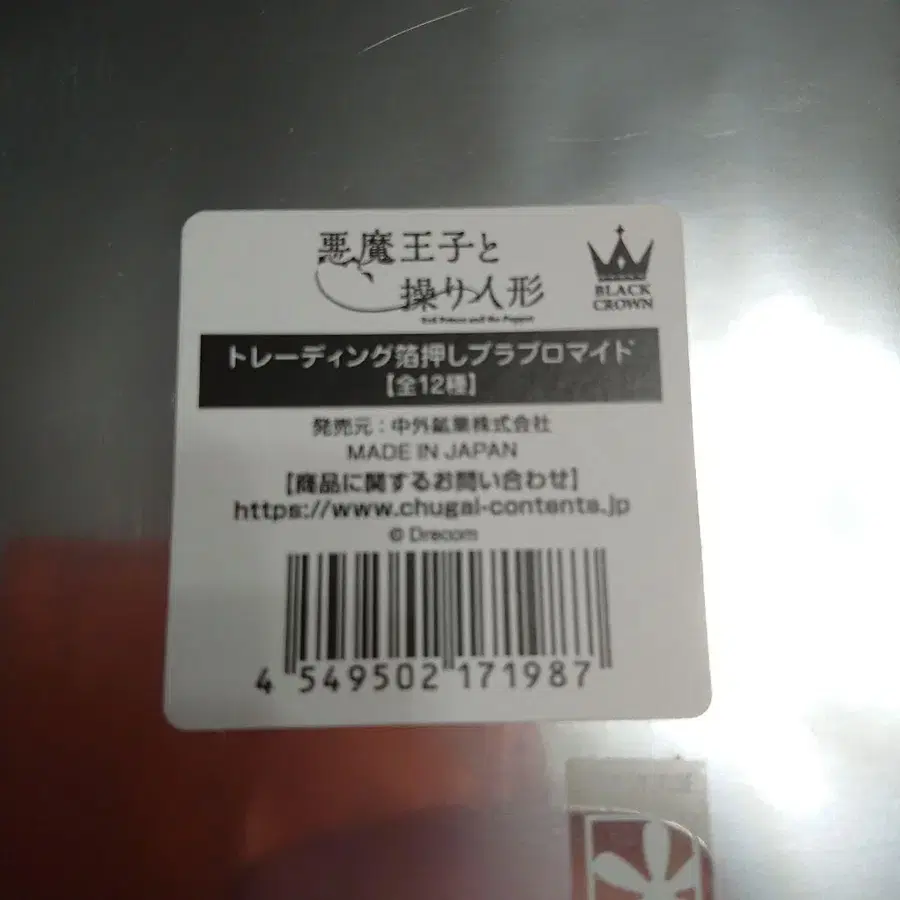 悪魔王子と
操り人形
Evil Prince and the Puppet
BLACK
CROWN
トレーディング箔押しプラブロマイド
【全12種】
発売元：中外鉱業株式会社
MADE IN JAPAN
【商品に関するお問い合わせ】
https://www.chugai-contents.jp
© Drecom
4 549502 171987